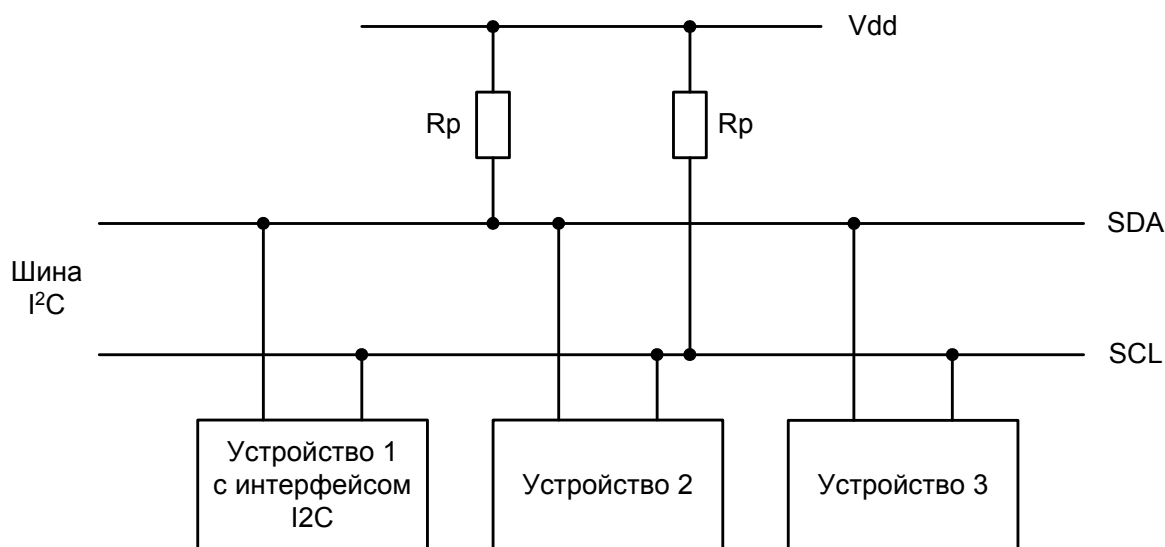 Vdd
Rp
Rp
SDA
Шина
I²C
SCL
Устройство 1
с интерфейсом
I2C
Устройство 2
Устройство 3